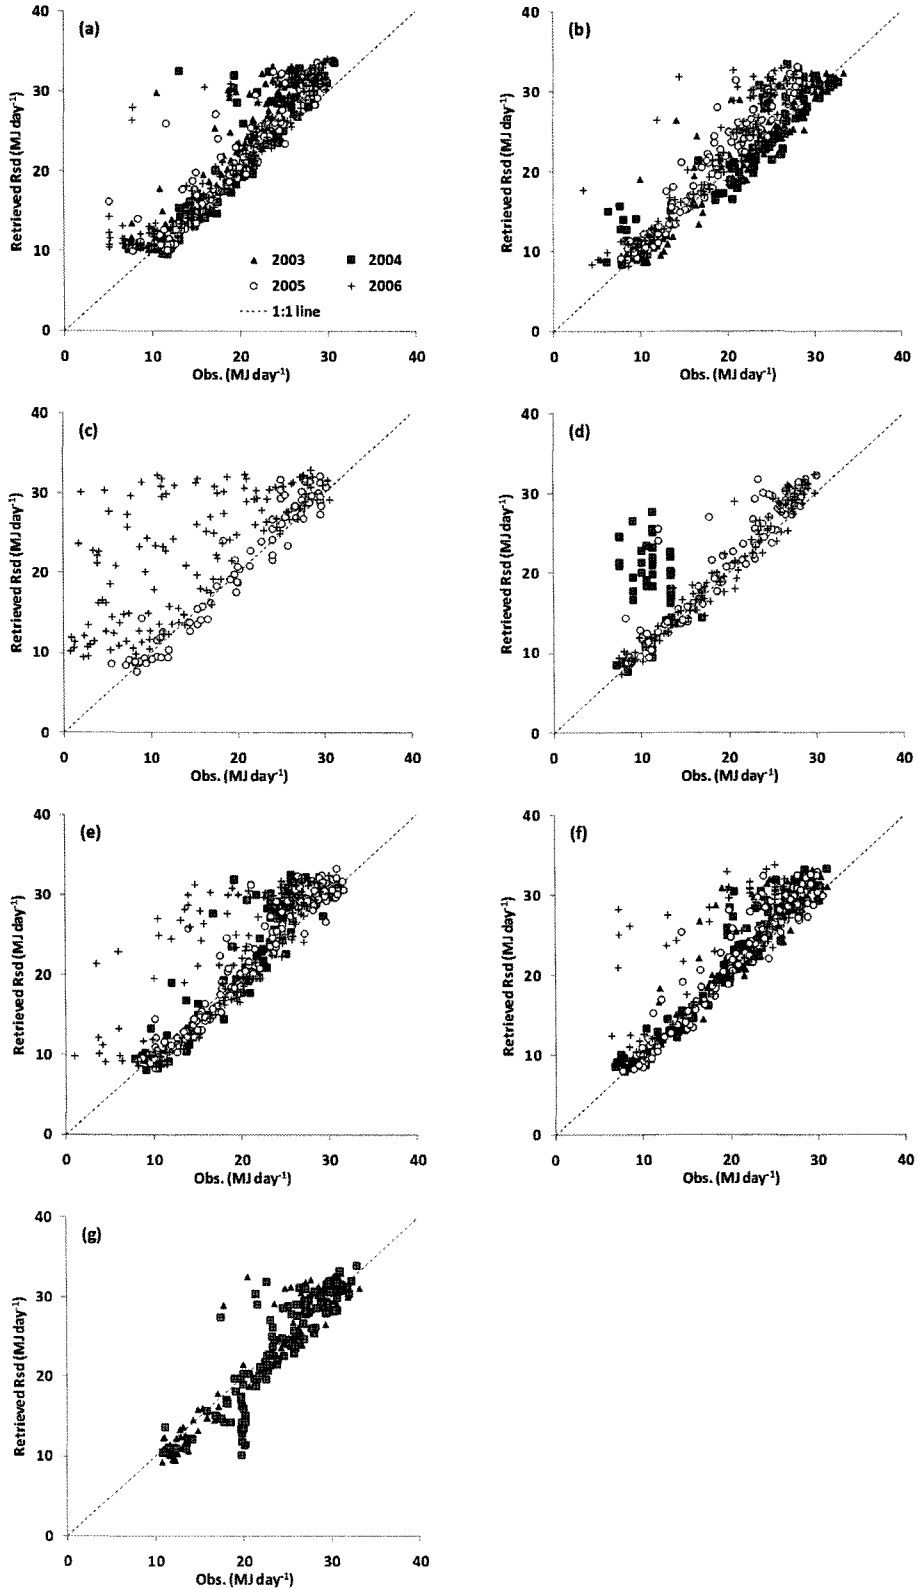 (a)
40
30
20
10
0
Retrieved Rsd (MJ day⁻¹)
▲ 2003
■ 2004
○ 2005
+ 2006
------ 1:1 line
0 10 20 30 40
Obs. (MJ day⁻¹)
(b)
40
30
20
10
0
Retrieved Rsd (MJ day⁻¹)
0 10 20 30 40
Obs. (MJ day⁻¹)
(c)
40
30
20
10
0
Retrieved Rsd (MJ day⁻¹)
0 10 20 30 40
Obs. (MJ day⁻¹)
(d)
40
30
20
10
0
Retrieved Rsd (MJ day⁻¹)
0 10 20 30 40
Obs. (MJ day⁻¹)
(e)
40
30
20
10
0
Retrieved Rsd (MJ day⁻¹)
0 10 20 30 40
Obs. (MJ day⁻¹)
(f)
40
30
20
10
0
Retrieved Rsd (MJ day⁻¹)
0 10 20 30 40
Obs. (MJ day⁻¹)
(g)
40
30
20
10
0
Retrieved Rsd (MJ day⁻¹)
0 10 20 30 40
Obs. (MJ day⁻¹)